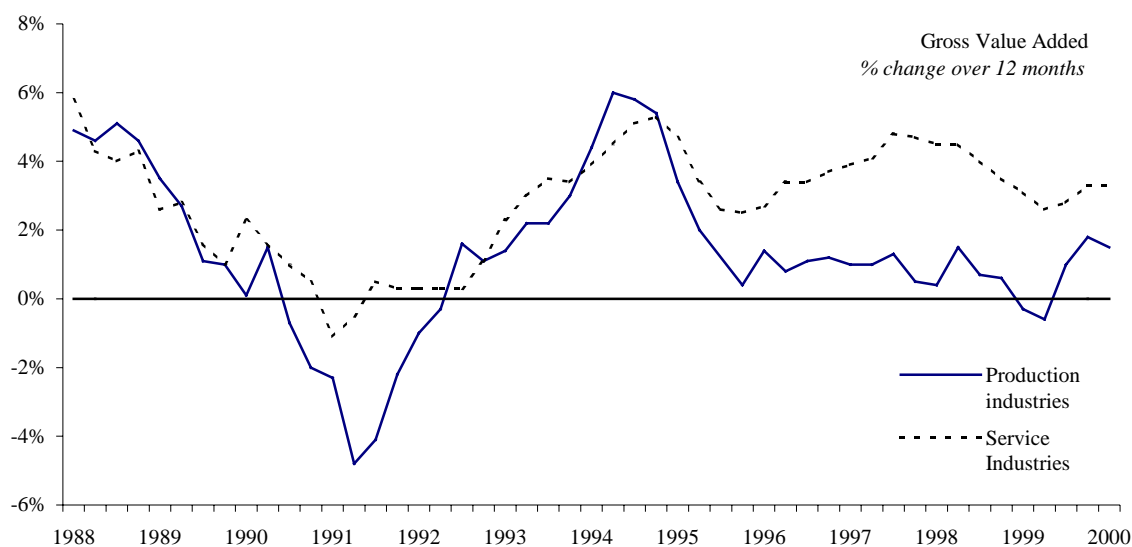 8%
Gross Value Added
% change over 12 months
6%
4%
2%
0%
-2%
Production
industries
-4%
Service
Industries
-6%
1988 1989 1990 1991 1992 1993 1994 1995 1996 1997 1998 1999 2000